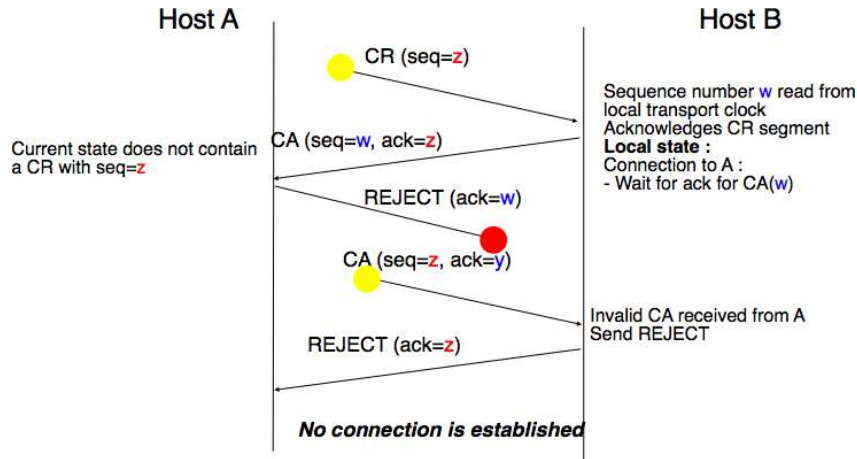 Host A
Host B
CR (seq=z)
Sequence number w read from
local transport clock
Acknowledges CR segment
Local state :
Connection to A :
- Wait for ack for CA(w)
CA (seq=w, ack=z)
Current state does not contain
a CR with seq=z
REJECT (ack=w)
CA (seq=z, ack=y)
Invalid CA received from A
Send REJECT
REJECT (ack=z)
No connection is established